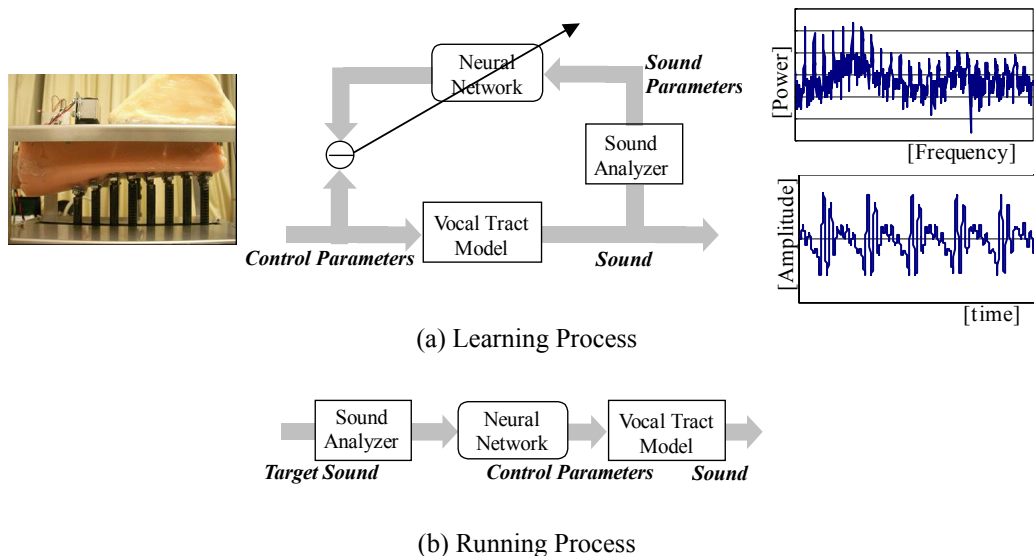 Neural
Network
Sound
Parameters
[Power]
[Frequency]
Sound
Analyzer
Vocal Tract
Model
Control Parameters
Sound
[Amplitude]
[time]
(a) Learning Process
Sound
Analyzer
Neural
Network
Vocal Tract
Model
Target Sound
Control Parameters
Sound
(b) Running Process